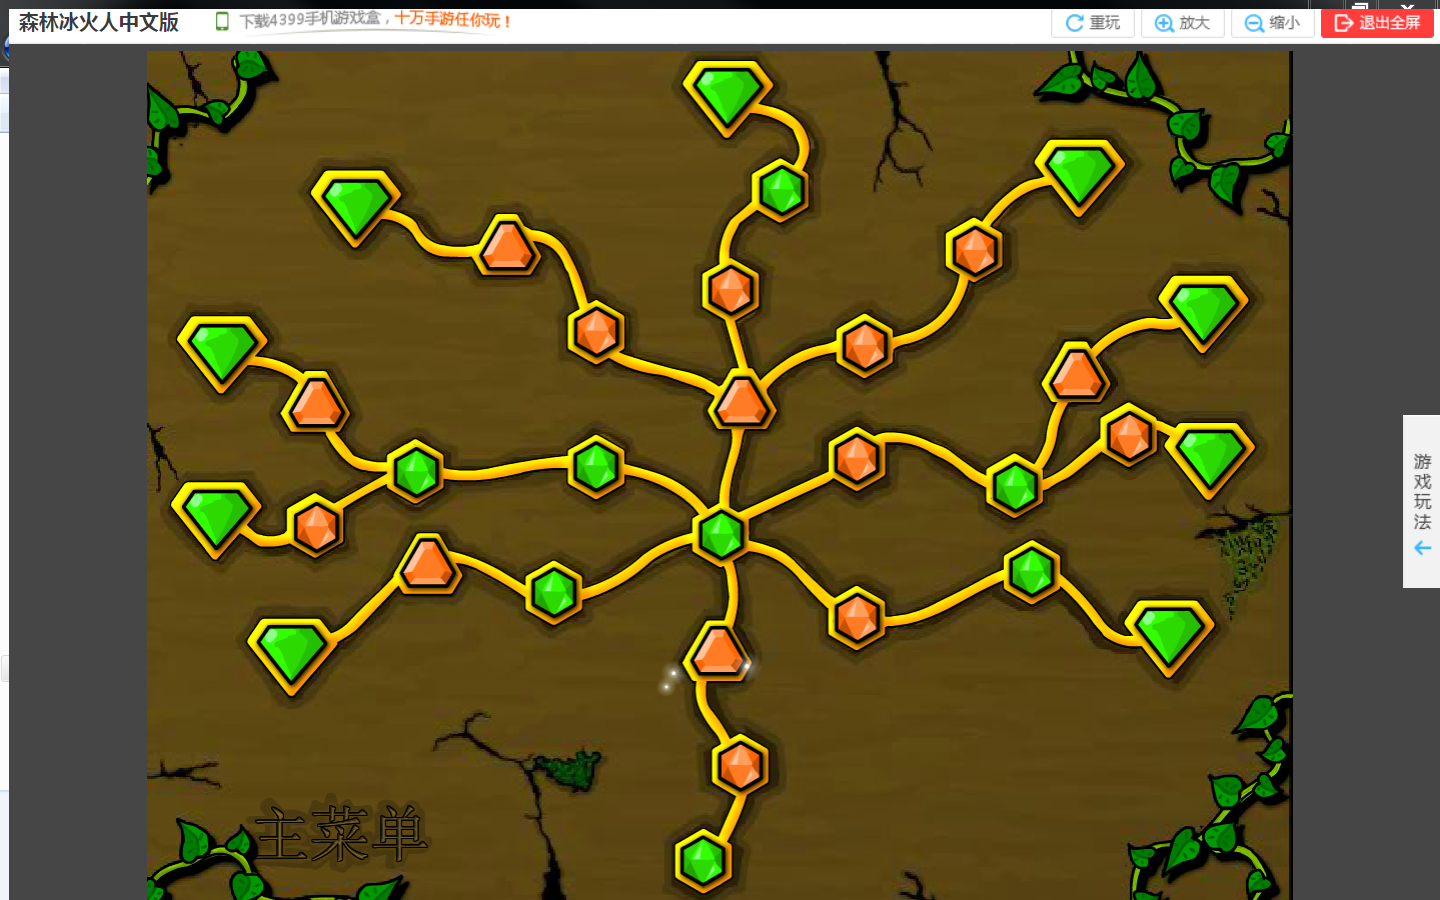 森林冰火人中文版
下载4399手机游戏盒，十万手游任你玩！
重玩
放大
缩小
退出全屏
游戏玩法
主菜单